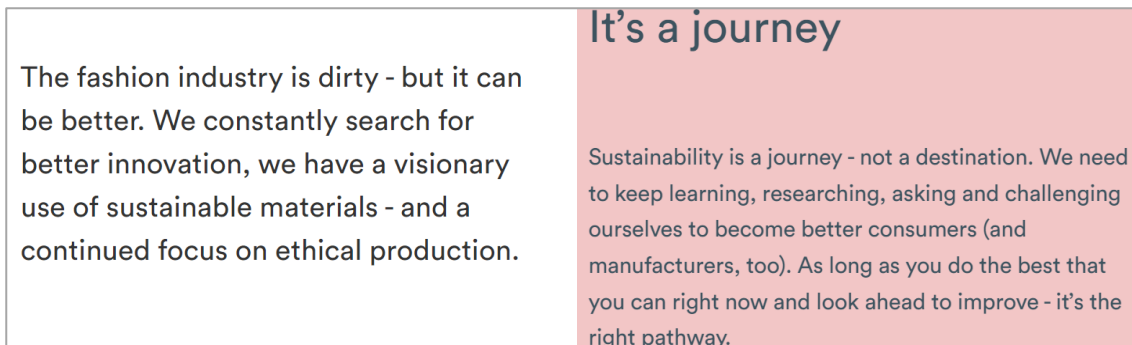 The fashion industry is dirty - but it can
be better. We constantly search for
better innovation, we have a visionary
use of sustainable materials - and a
continued focus on ethical production.
It’s a journey
Sustainability is a journey - not a destination. We need
to keep learning, researching, asking and challenging
ourselves to become better consumers (and
manufacturers, too). As long as you do the best that
you can right now and look ahead to improve - it’s the
right pathway.